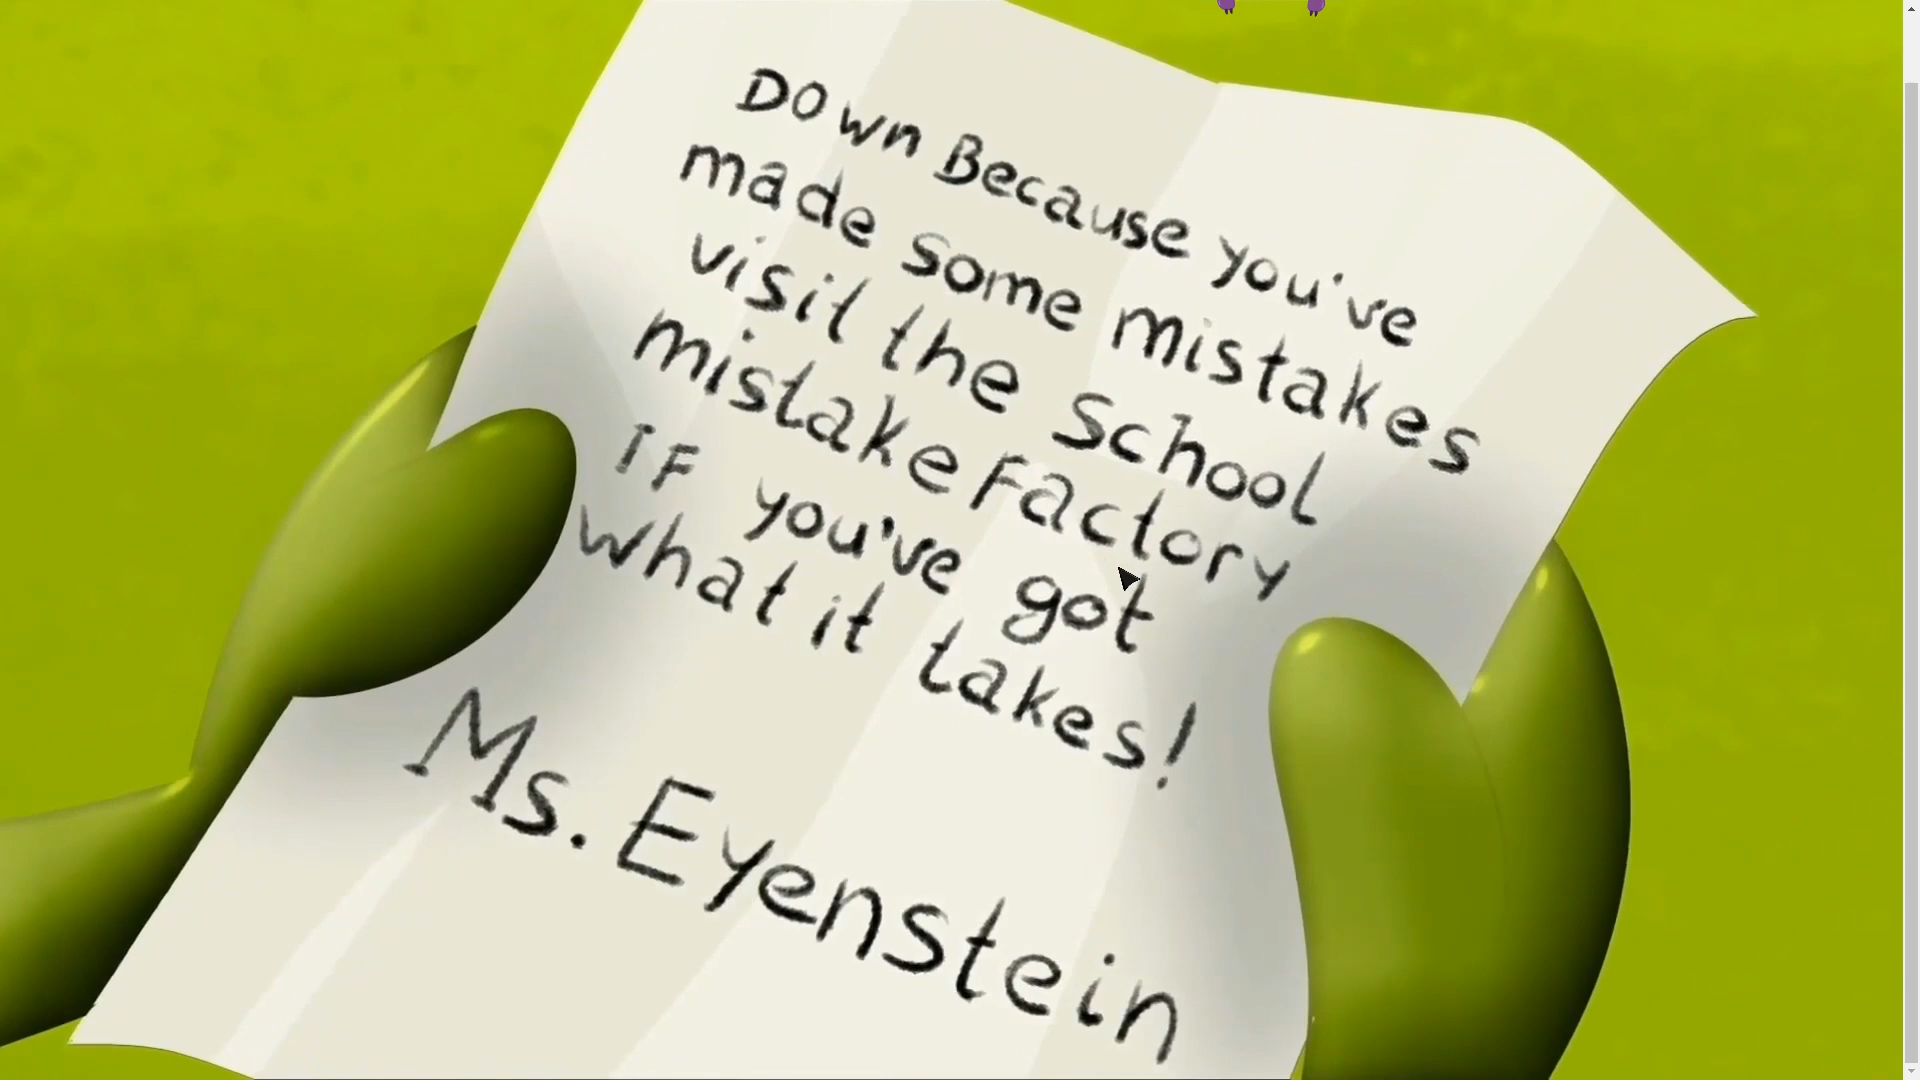 Down Because you've
made some mistakes
visit the school
mistake Factory
IF you've got
what it takes!
Ms. Eyenstein